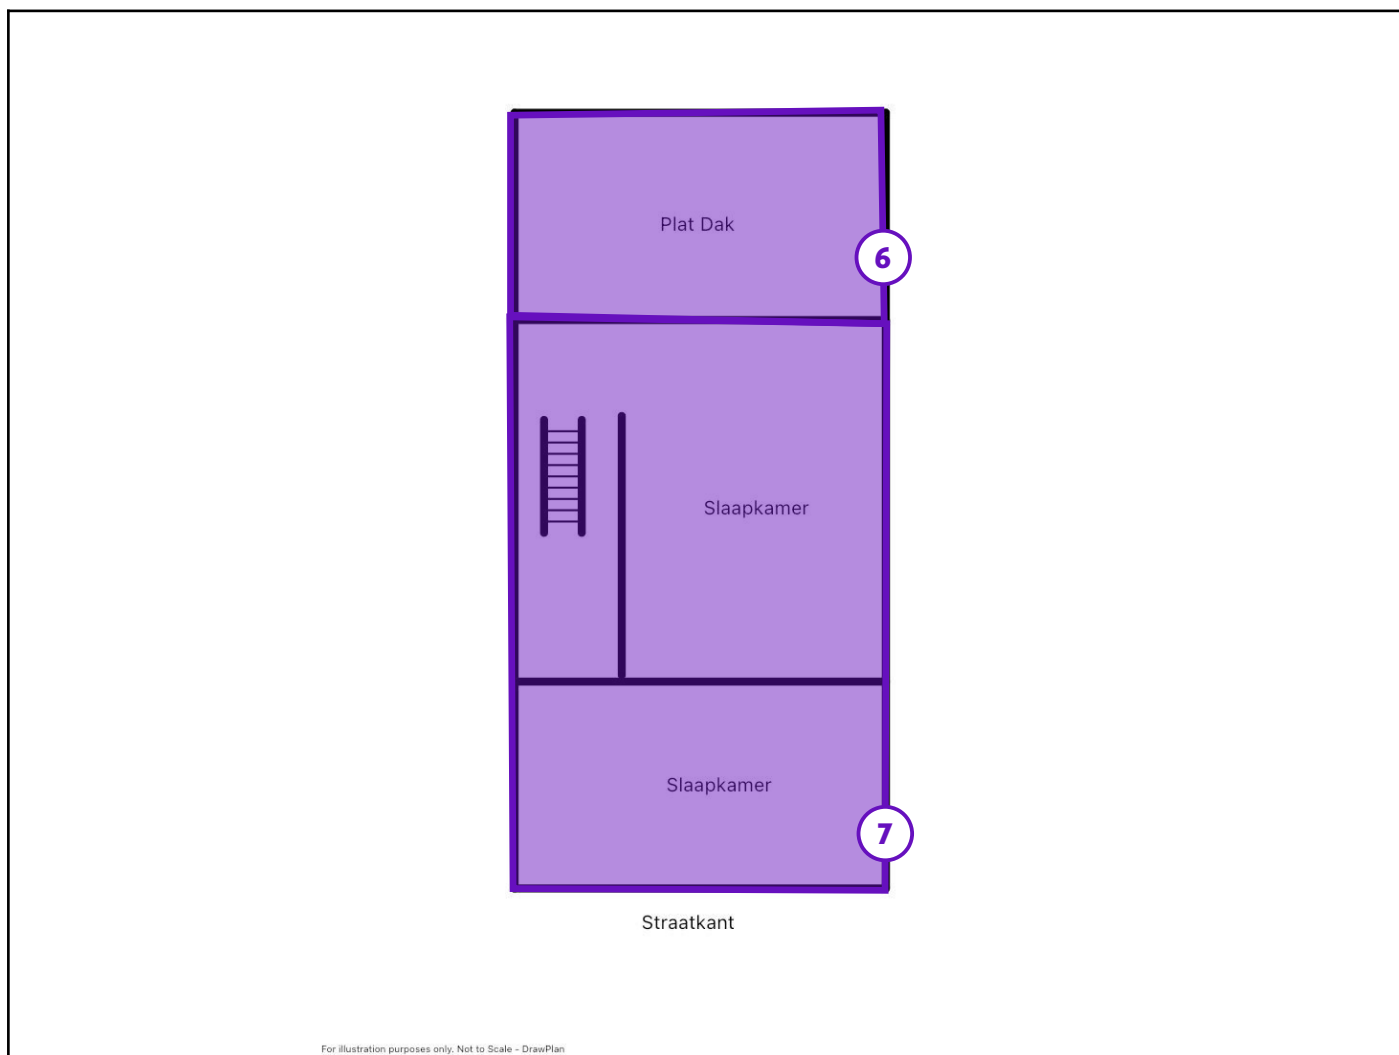 Plat Dak
6
Slaapkamer
Slaapkamer
7
Straatkant
For illustration purposes only. Not to Scale - DrawPlan